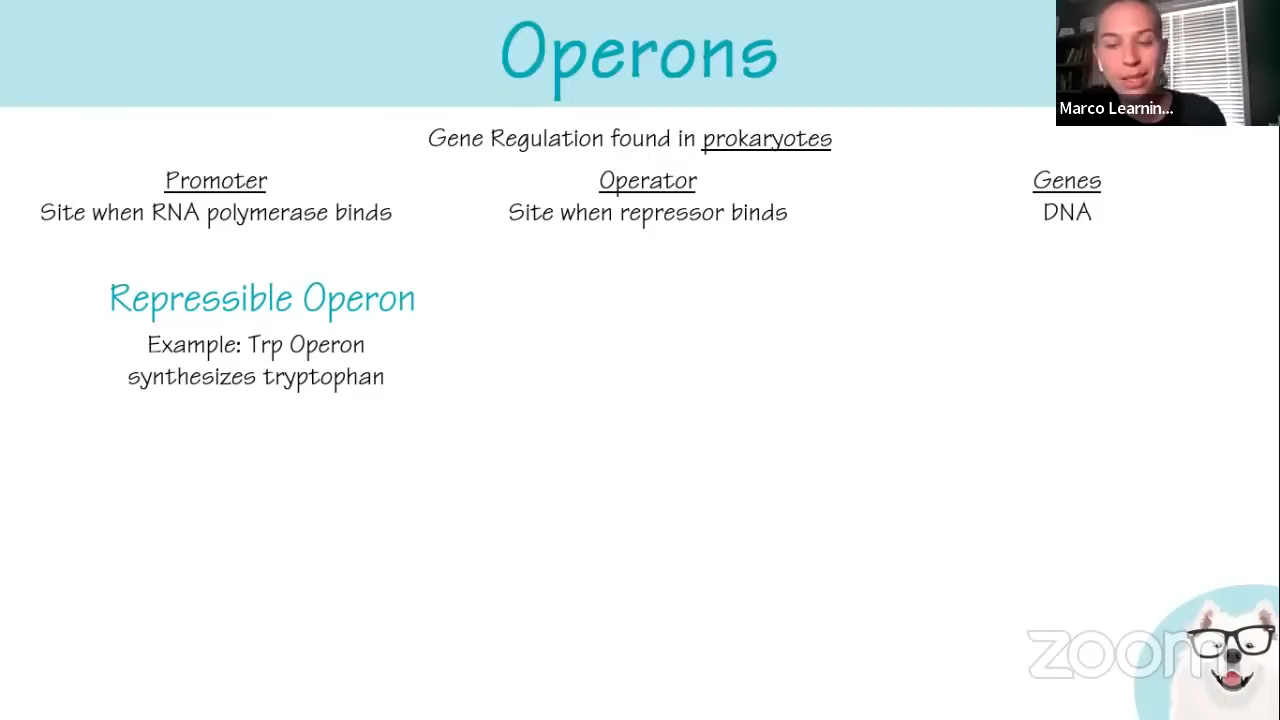 Operons
Marco Learnin...
Gene Regulation found in prokaryotes
Promoter
Site when RNA polymerase binds
Operator
Site when repressor binds
Genes
DNA
Repressible Operon
Example: Trp Operon
synthesizes tryptophan
zoom